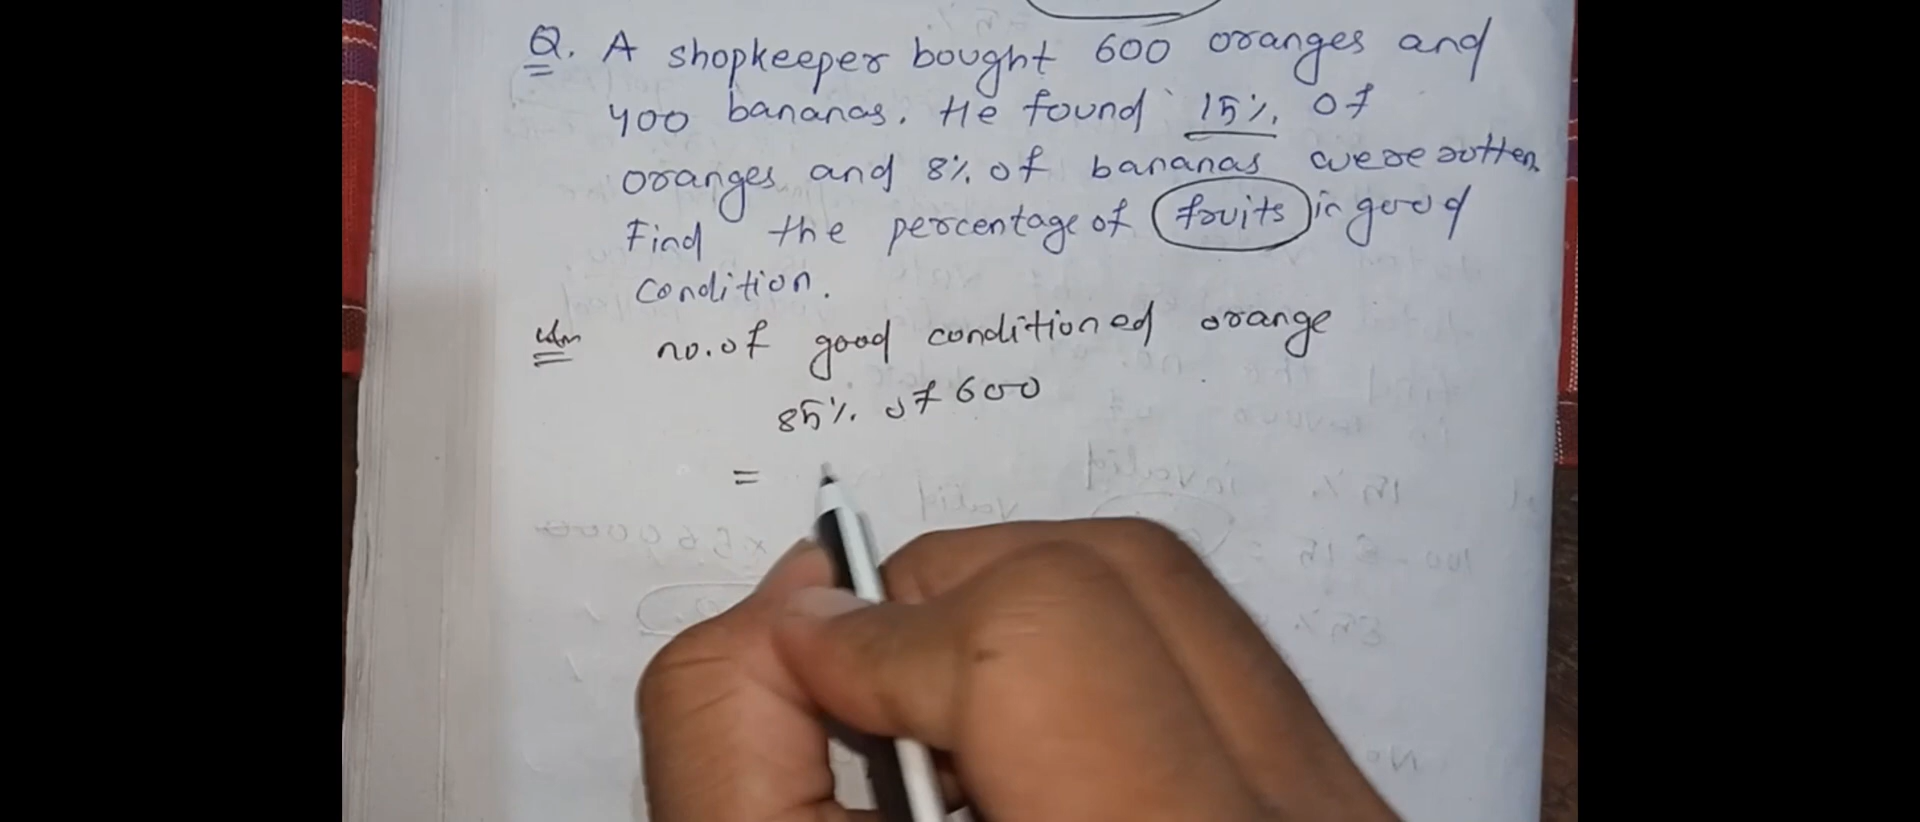 Q. A shopkeeper bought 600 oranges and
400 bananas. He found 15% of
oranges and 8% of bananas were rotten
Find the percentage of fruits in good
condition.
no. of good conditioned orange
85% of 600
=